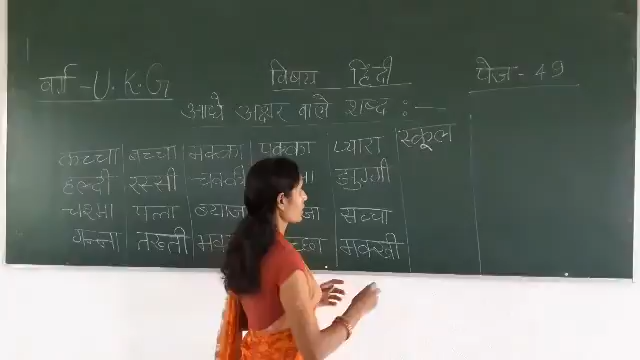 वर्ग - U.K.G विषय हिंदी पेज - 49
आधे अक्षर वाले शब्द :—
कच्चा बच्चा मक्का पक्का प्यारा स्कूल
हल्दी रस्सी चक्की झुग्गी
चश्मा पत्ता ब्याज सच्चा
गन्ना तख्ती मक्खी